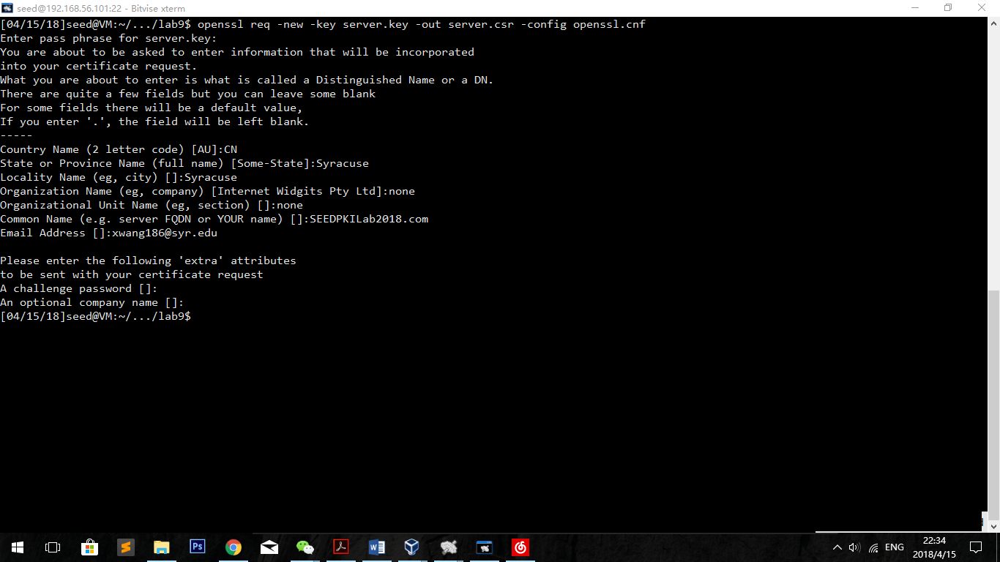 seed@192.168.56.101:22 - Bitvise xterm
[04/15/18]seed@VM:~/.../lab9$ openssl req -new -key server.key -out server.csr -config openssl.cnf
Enter pass phrase for server.key:
You are about to be asked to enter information that will be incorporated
into your certificate request.
What you are about to enter is what is called a Distinguished Name or a DN.
There are quite a few fields but you can leave some blank
For some fields there will be a default value,
If you enter '.', the field will be left blank.
-----
Country Name (2 letter code) [AU]:CN
State or Province Name (full name) [Some-State]:Syracuse
Locality Name (eg, city) []:Syracuse
Organization Name (eg, company) [Internet Widgits Pty Ltd]:none
Organizational Unit Name (eg, section) []:none
Common Name (e.g. server FQDN or YOUR name) []:SEEDPKILab2018.com
Email Address []:xwang186@syr.edu
Please enter the following 'extra' attributes
to be sent with your certificate request
A challenge password []:
An optional company name []:
[04/15/18]seed@VM:~/.../lab9$
Ps
ENG
22:34
2018/4/15